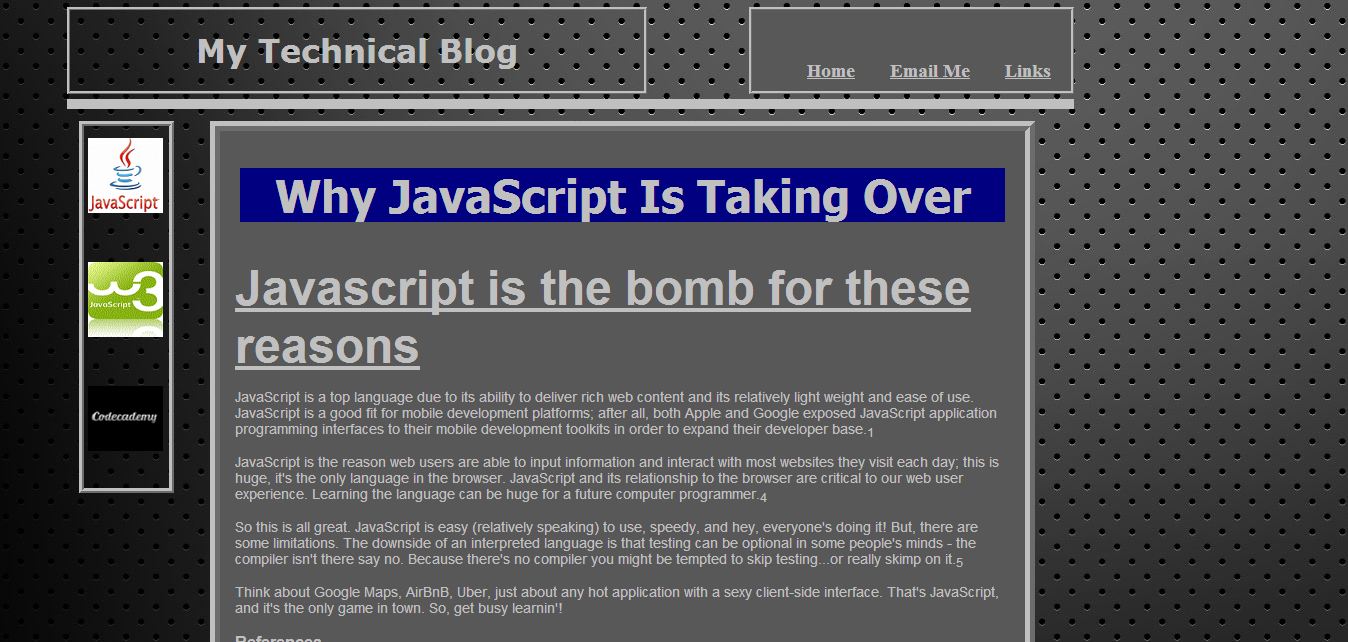 My Technical Blog
Home Email Me Links
JavaScript
w3
JavaScript
Codecademy
Why JavaScript Is Taking Over
Javascript is the bomb for these
reasons
JavaScript is a top language due to its ability to deliver rich web content and its relatively light weight and ease of use.
JavaScript is a good fit for mobile development platforms; after all, both Apple and Google exposed JavaScript application
programming interfaces to their mobile development toolkits in order to expand their developer base.1
JavaScript is the reason web users are able to input information and interact with most websites they visit each day; this is
huge, it's the only language in the browser. JavaScript and its relationship to the browser are critical to our web user
experience. Learning the language can be huge for a future computer programmer.4
So this is all great. JavaScript is easy (relatively speaking) to use, speedy, and hey, everyone's doing it! But, there are
some limitations. The downside of an interpreted language is that testing can be optional in some people's minds - the
compiler isn't there say no. Because there's no compiler you might be tempted to skip testing...or really skimp on it.5
Think about Google Maps, AirBnB, Uber, just about any hot application with a sexy client-side interface. That's JavaScript,
and it's the only game in town. So, get busy learnin'!
References